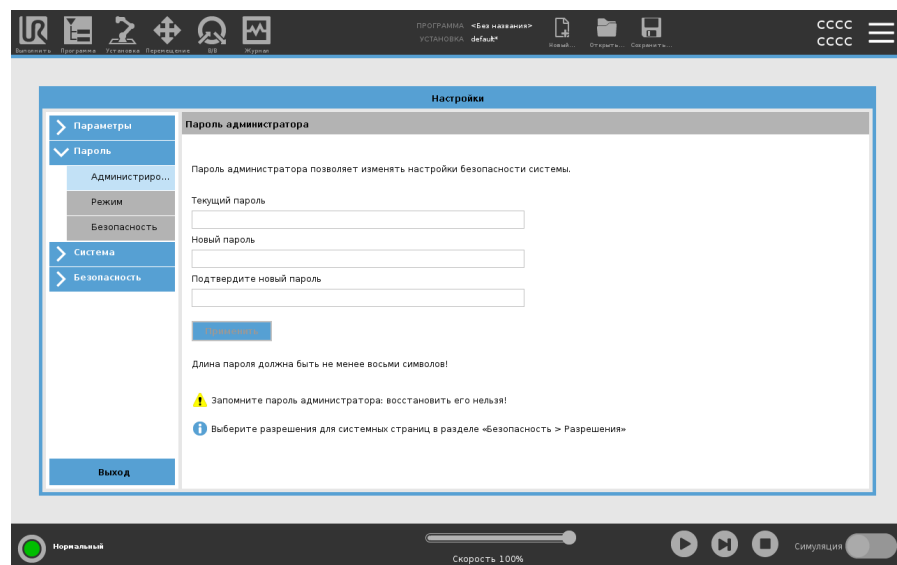 Выполнить Программа Установка Перемещение В/В Журнал
ПРОГРАММА <Без названия>
УСТАНОВКА default*
Новый... Открыть... Сохранить...
CCCC
CCCC
Настройки
Параметры
Пароль
Администриро...
Режим
Безопасность
Система
Безопасность
Выход
Пароль администратора
Пароль администратора позволяет изменять настройки безопасности системы.
Текущий пароль
Новый пароль
Подтвердите новый пароль
Применить
Длина пароля должна быть не менее восьми символов!
Запомните пароль администратора: восстановить его нельзя!
Выберите разрешения для системных страниц в разделе «Безопасность > Разрешения»
Нормальный
Скорость 100%
Симуляция